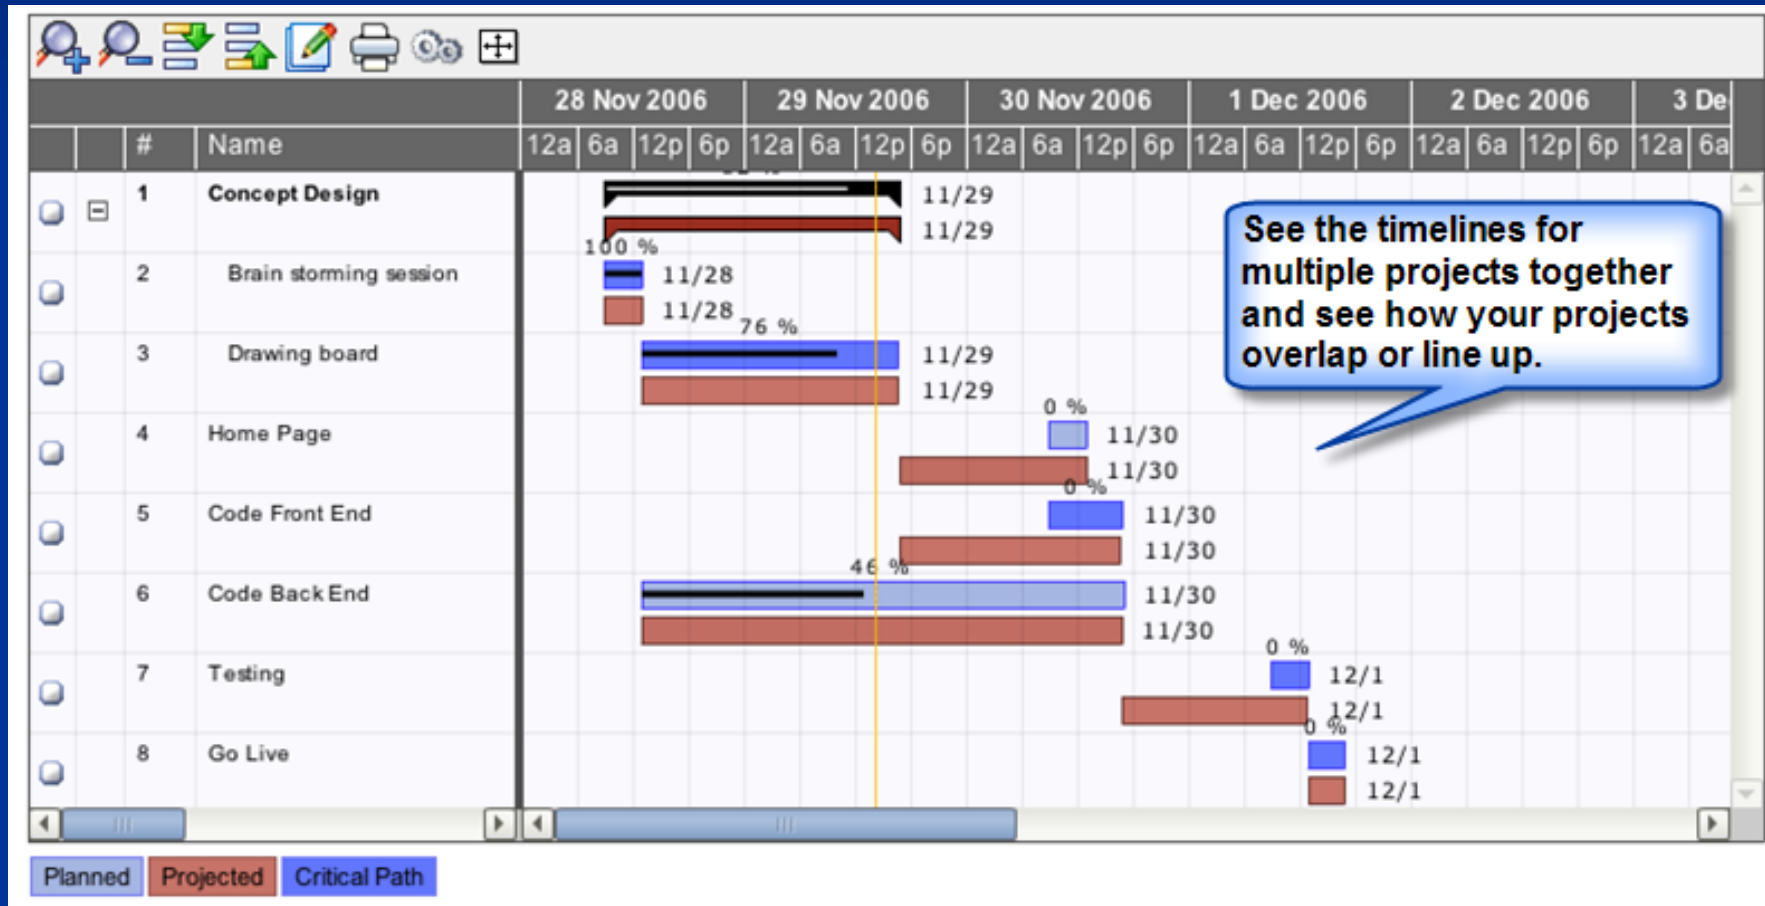 28 Nov 2006 29 Nov 2006 30 Nov 2006 1 Dec 2006 2 Dec 2006 3 De
# Name 12a 6a 12p 6p 12a 6a 12p 6p 12a 6a 12p 6p 12a 6a 12p 6p 12a 6a 12p 6p 12a 6a
1 Concept Design 11/29
11/29
100 %
2 Brain storming session 11/28
11/28
76 %
3 Drawing board 11/29
11/29
0 %
4 Home Page 11/30
11/30
0 %
5 Code Front End 11/30
11/30
46 %
6 Code Back End 11/30
11/30
0 %
7 Testing 12/1
12/1
0 %
8 Go Live 12/1
12/1
See the timelines for
multiple projects together
and see how your projects
overlap or line up.
Planned Projected Critical Path